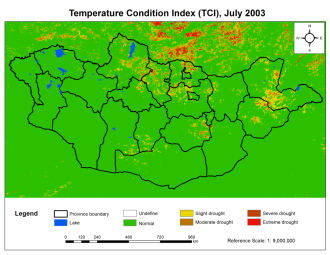 Temperature Condition Index (TCI), July 2003
N
W E
S
Legend
Province boundary Undefine Slight drought Severe drought
Lake Normal Moderate drought Extreme drought
0 120 240 480 720 960
Reference Scale: 1: 9,000,000